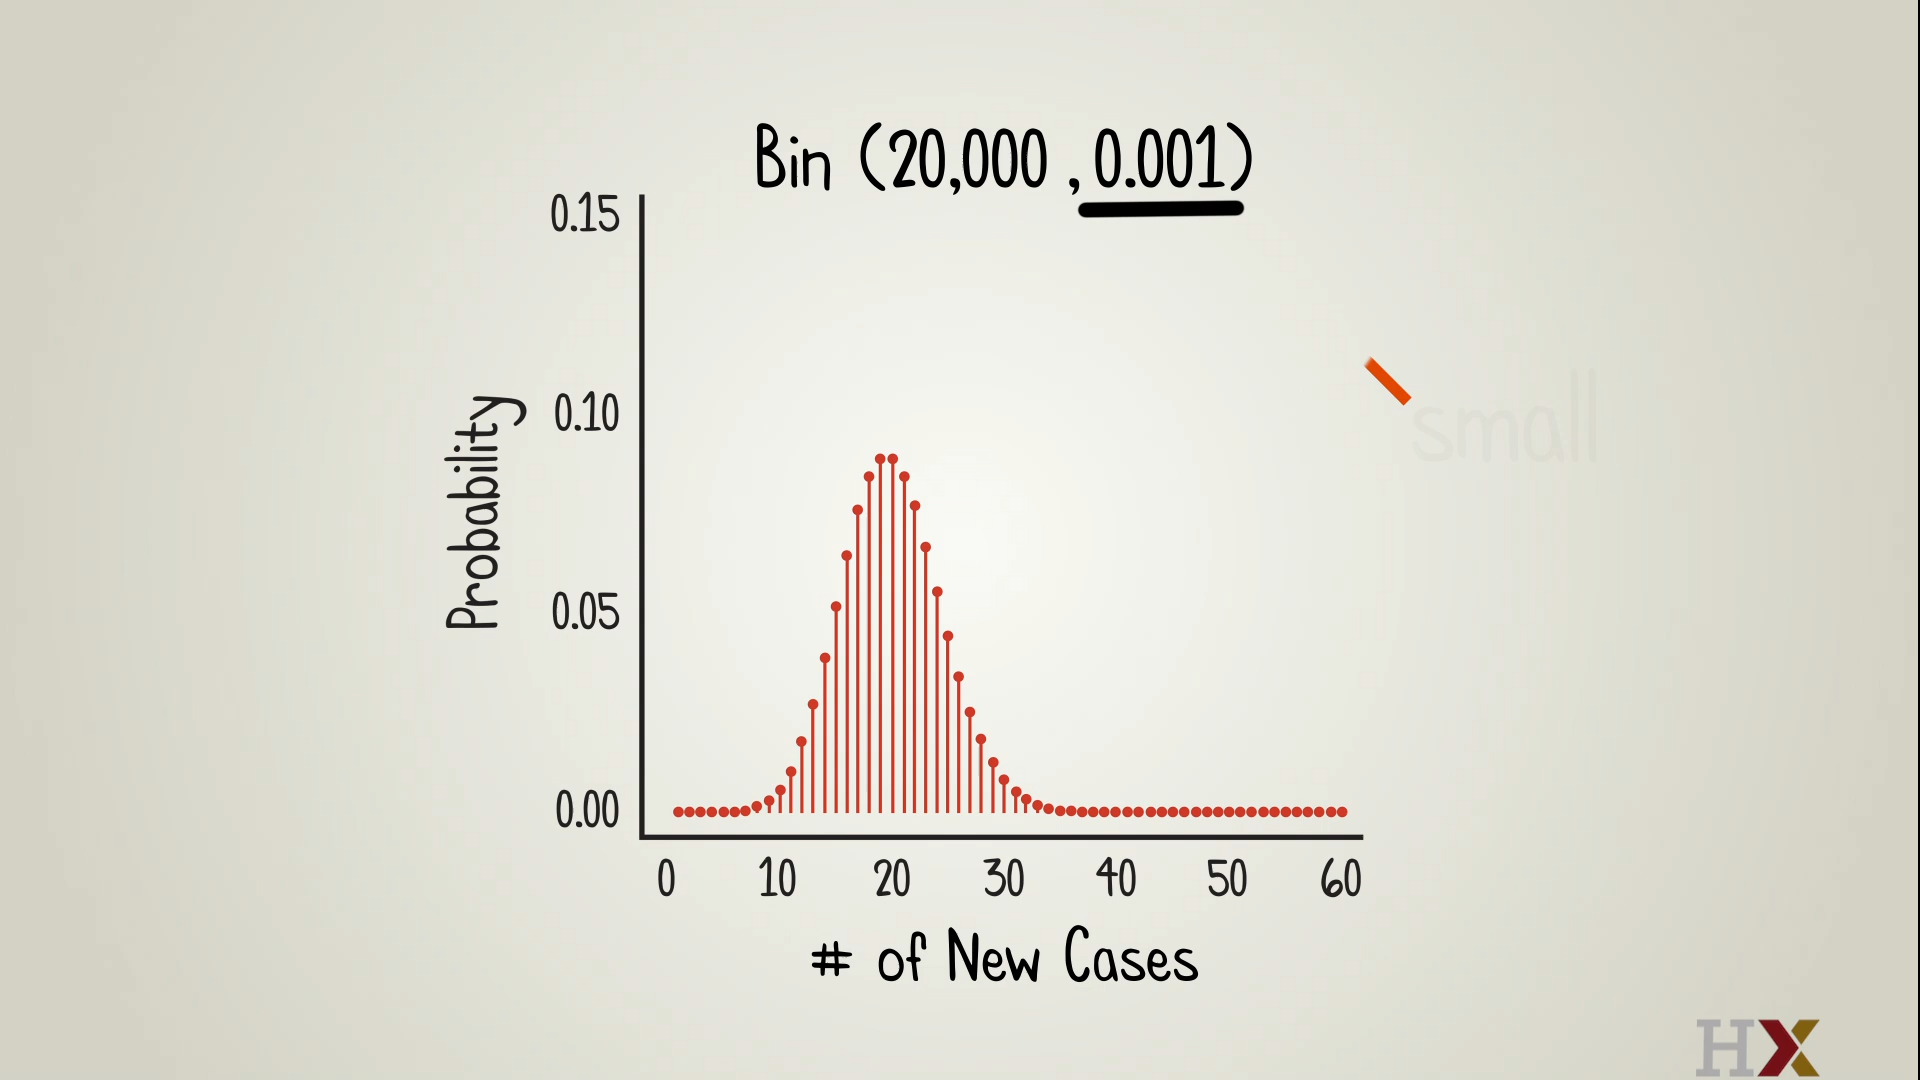 Bin (20,000 , 0.001)
0.15
0.10
0.05
0.00
Probability
small
0 10 20 30 40 50 60
# of New Cases
HX